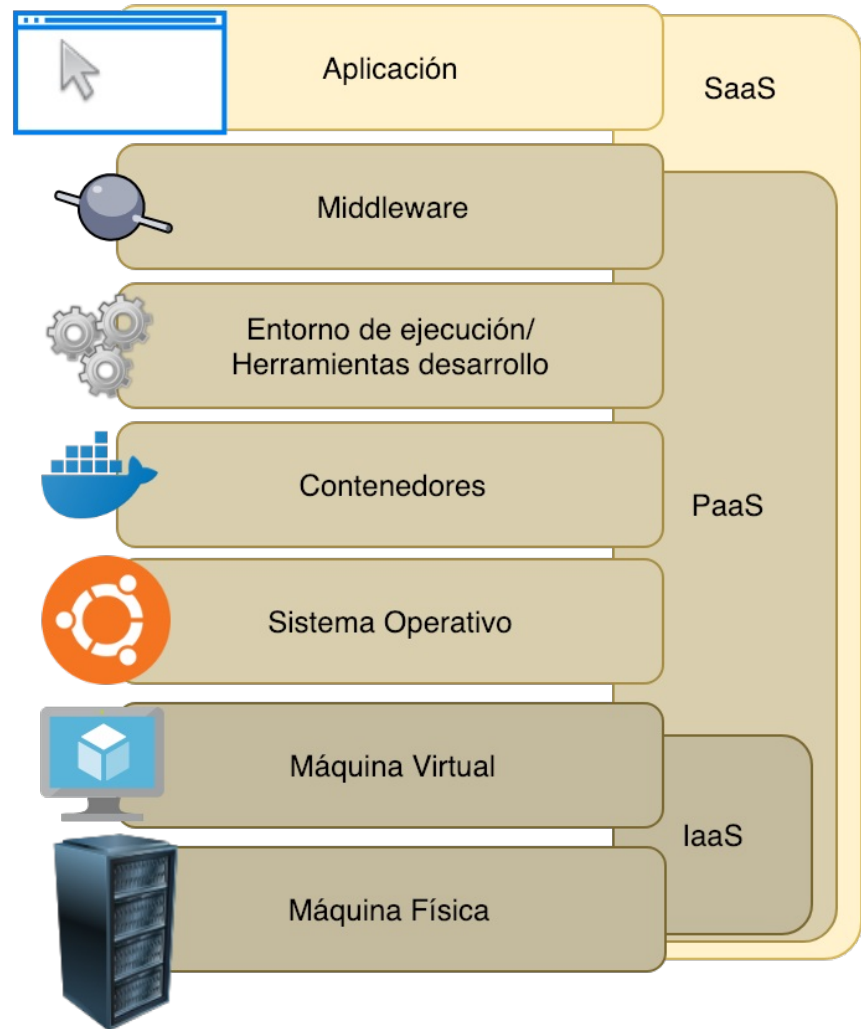 Aplicación
SaaS
Middleware
Entorno de ejecución/
Herramientas desarrollo
Contenedores
PaaS
Sistema Operativo
Máquina Virtual
IaaS
Máquina Física